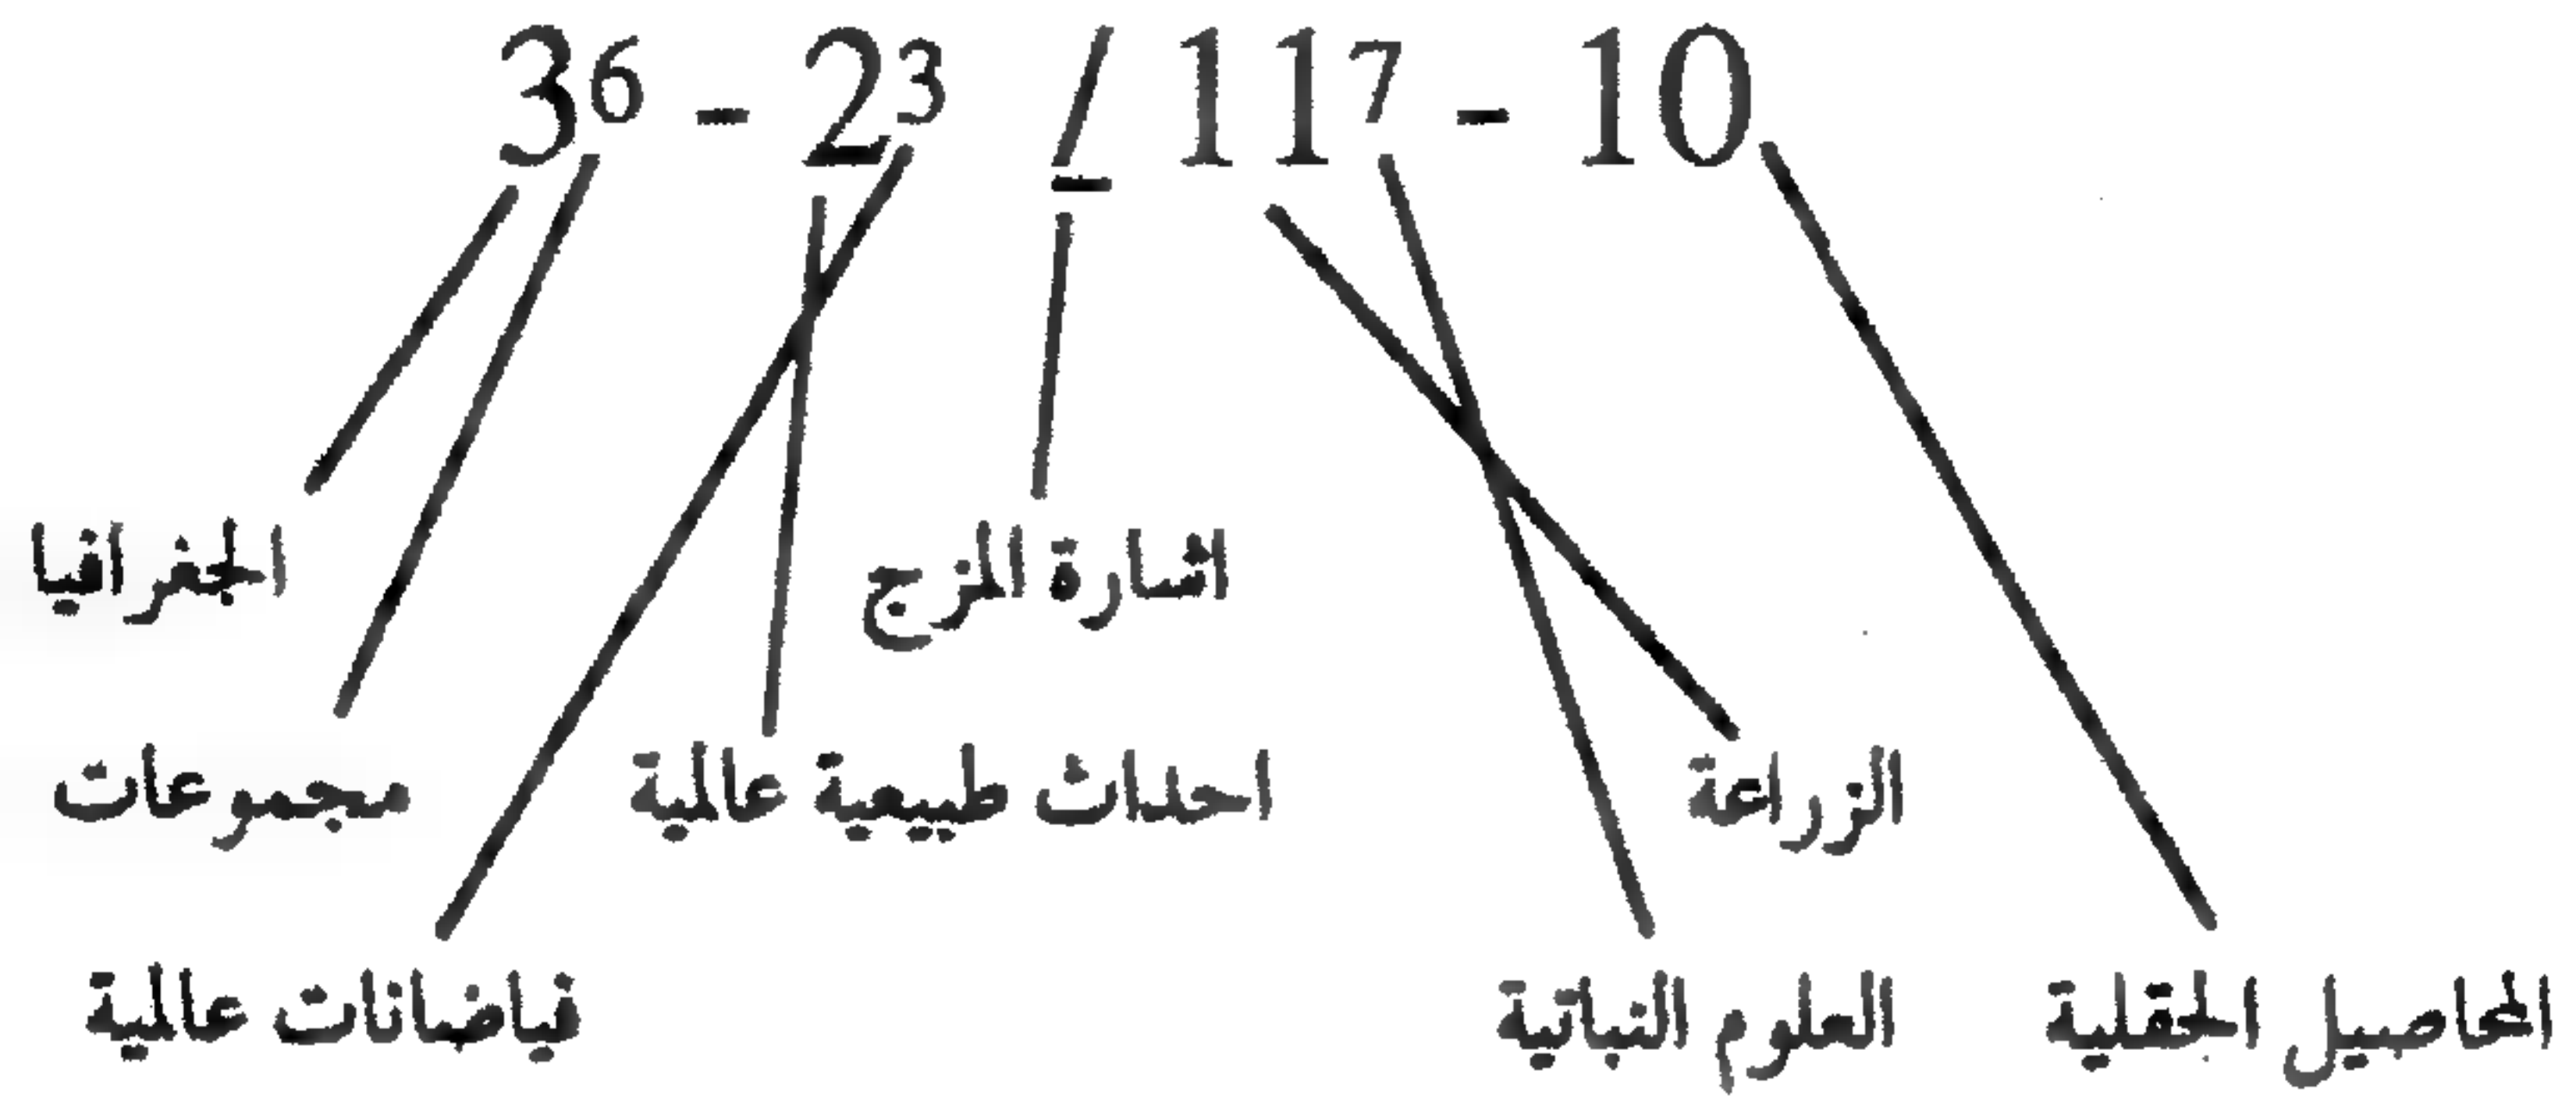 3⁶ - 2³ / 11⁷ - 10
الجغرافيا
اشارة المزج
مجموعات
احداث طبيعية عالمية
الزراعة
فياضانات عالمية
العلوم النباتية
المحاصيل الحقلية